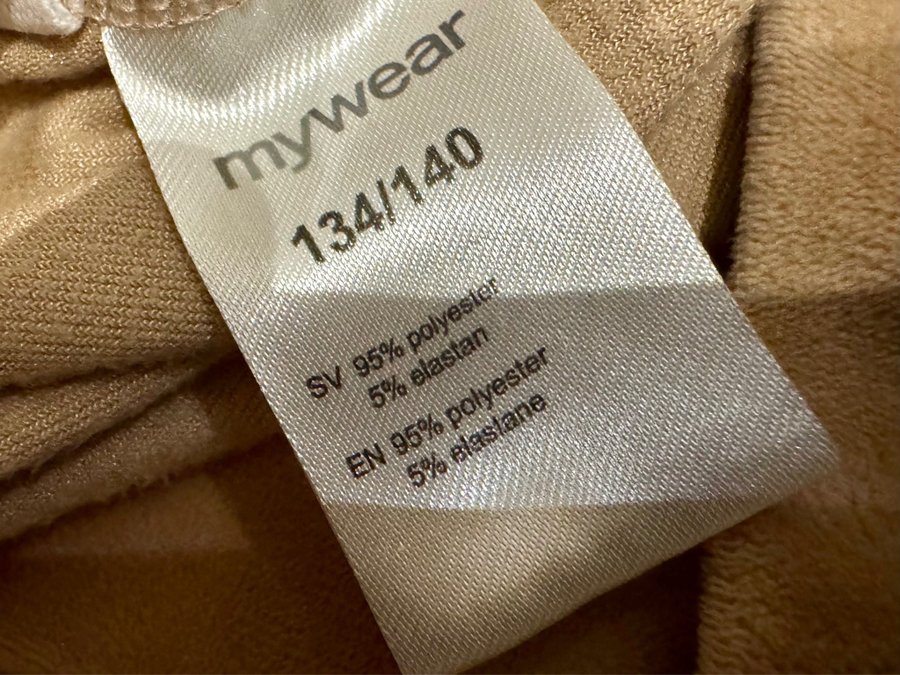 mywear
134/140
SV 95% polyester
5% elastan
EN 95% polyester
5% elastane